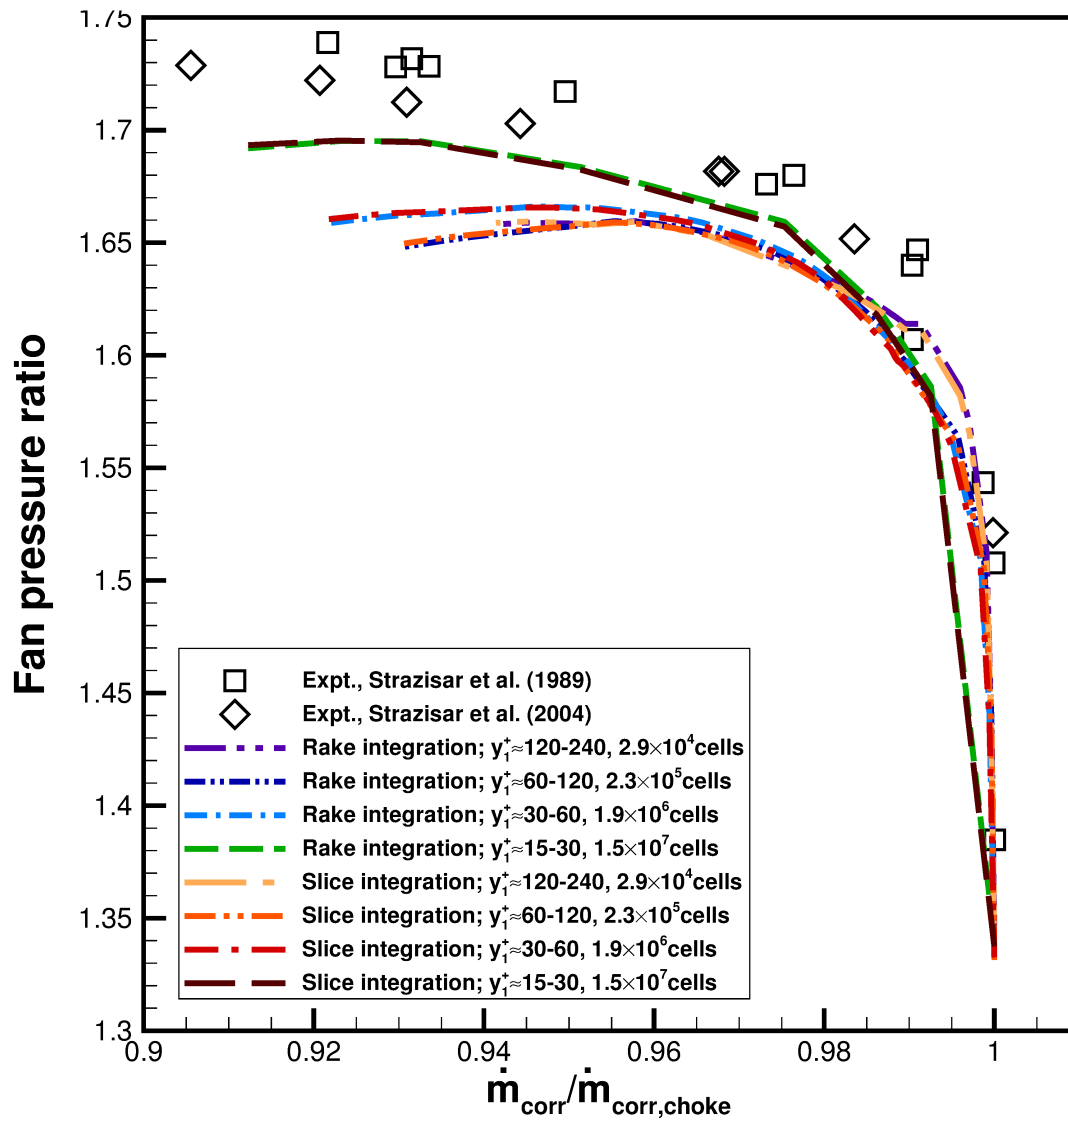 1.75
1.7
1.65
1.6
1.55
1.5
1.45
1.4
1.35
1.3
Fan pressure ratio
Expt., Strazisar et al. (1989)
Expt., Strazisar et al. (2004)
Rake integration; y₁⁺≈120-240, 2.9×10⁴cells
Rake integration; y₁⁺≈60-120, 2.3×10⁵cells
Rake integration; y₁⁺≈30-60, 1.9×10⁶cells
Rake integration; y₁⁺≈15-30, 1.5×10⁷cells
Slice integration; y₁⁺≈120-240, 2.9×10⁴cells
Slice integration; y₁⁺≈60-120, 2.3×10⁵cells
Slice integration; y₁⁺≈30-60, 1.9×10⁶cells
Slice integration; y₁⁺≈15-30, 1.5×10⁷cells
0.9 0.92 0.94 0.96 0.98 1
ṁcorr/ṁcorr,choke